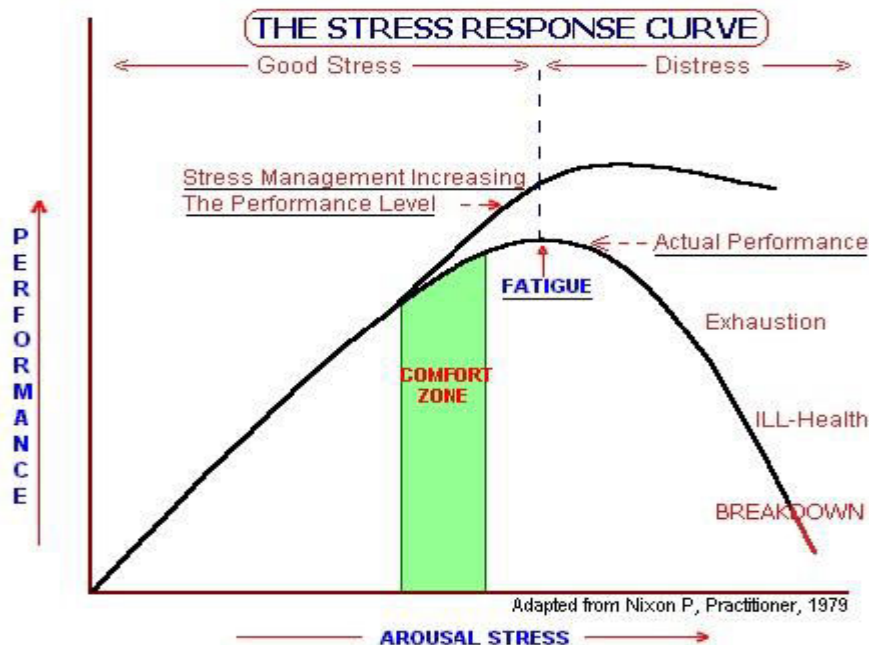 THE STRESS RESPONSE CURVE
Good Stress
Distress
Stress Management Increasing
The Performance Level
Actual Performance
FATIGUE
Exhaustion
COMFORT
ZONE
ILL-Health
BREAKDOWN
PERFORMANCE
Adapted from Nixon P, Practitioner, 1979
AROUSAL STRESS